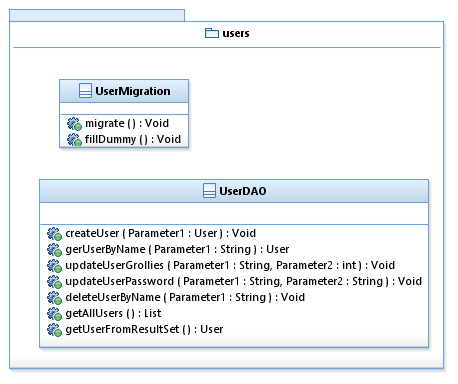 users
UserMigration
migrate ( ) : Void
fillDummy ( ) : Void
UserDAO
createUser ( Parameter1 : User ) : Void
gerUserByName ( Parameter1 : String ) : User
updateUserGrollies ( Parameter1 : String, Parameter2 : int ) : Void
updateUserPassword ( Parameter1 : String, Parameter2 : String ) : Void
deleteUserByName ( Parameter1 : String ) : Void
getAllUsers ( ) : List
getUserFromResultSet ( ) : User